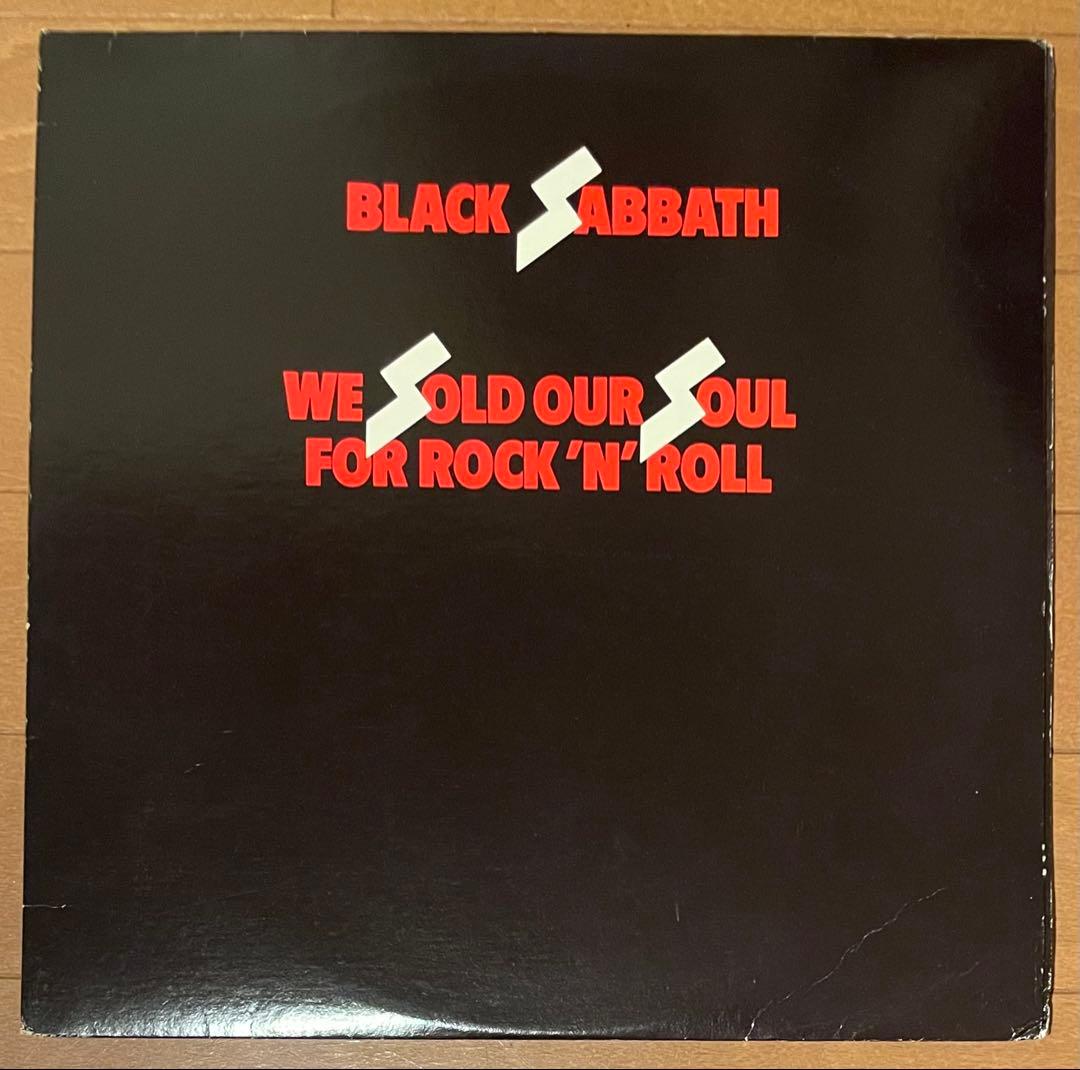 BLACK SABBATH
WE SOLD OUR SOUL
FOR ROCK 'N' ROLL